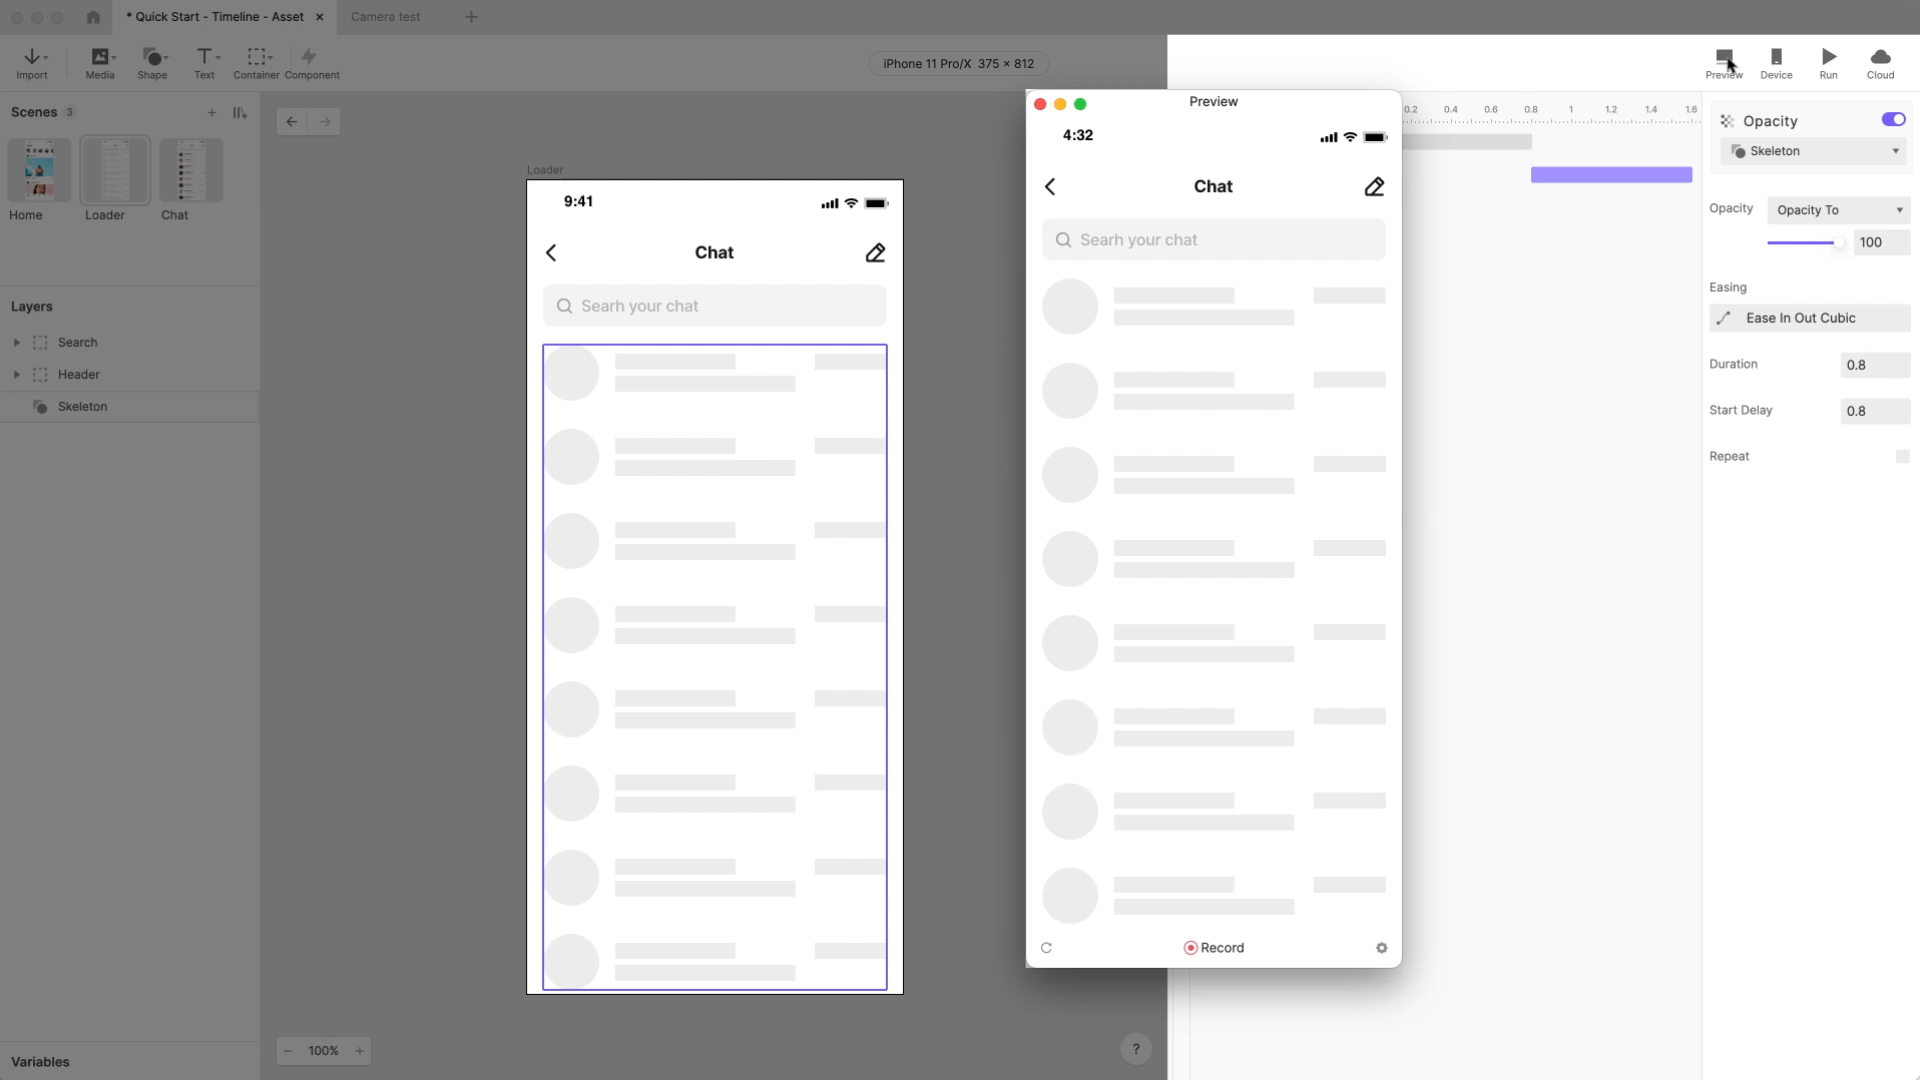 * Quick Start - Timeline - Asset
Camera test
Import
Media
Shape
Text
Container
Component
iPhone 11 Pro/X 375 × 812
Preview
Device
Run
Cloud
Scenes 3
Home
Loader
Chat
Layers
Search
Header
Skeleton
Variables
Loader
9:41
Chat
Searh your chat
100%
?
Preview
4:32
Chat
Searh your chat
Record
0.2 0.4 0.6 0.8 1 1.2 1.4 1.6
Opacity
Skeleton
Opacity
Opacity To
100
Easing
Ease In Out Cubic
Duration
0.8
Start Delay
0.8
Repeat